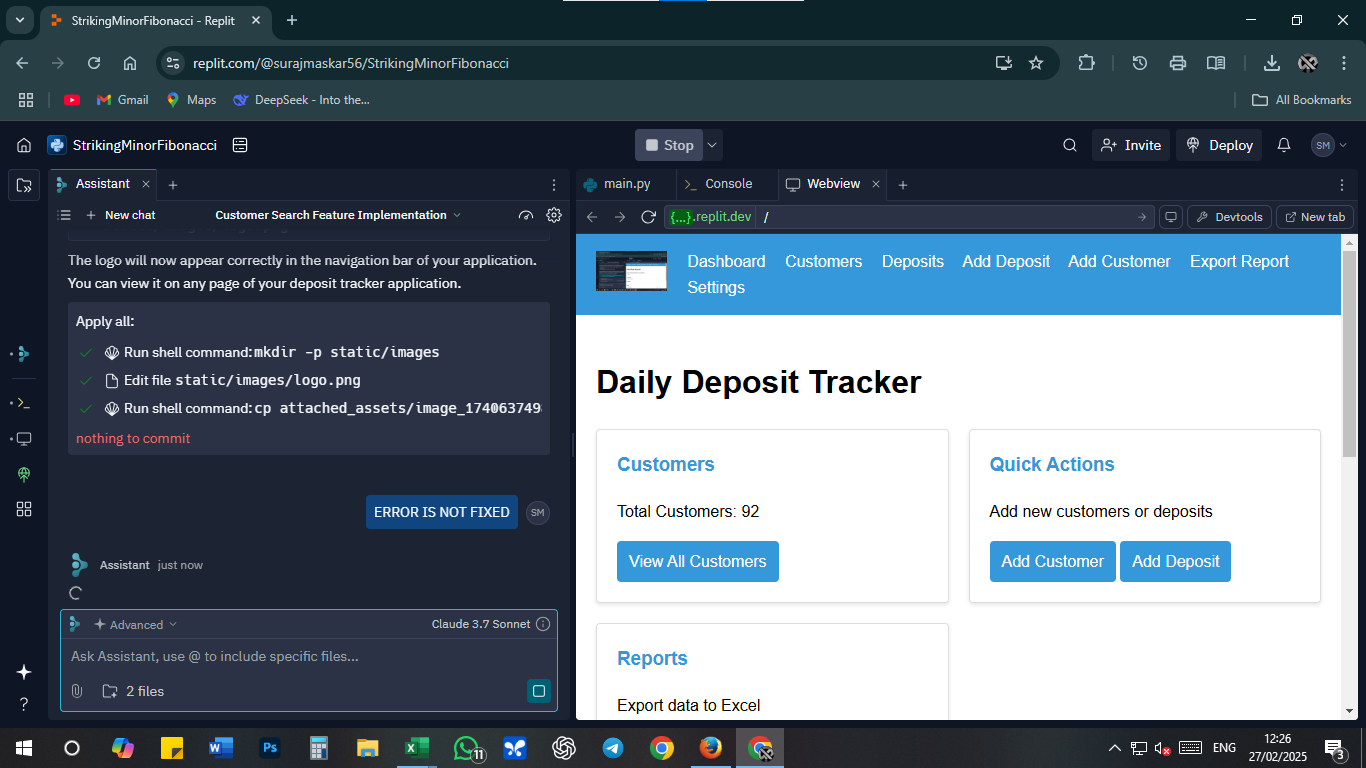 StrikingMinorFibonacci - Replit
replit.com/@surajmaskar56/StrikingMinorFibonacci
Gmail
Maps
DeepSeek - Into the...
All Bookmarks
StrikingMinorFibonacci
Stop
Invite
Deploy
SM
Assistant
New chat
Customer Search Feature Implementation
The logo will now appear correctly in the navigation bar of your application.
You can view it on any page of your deposit tracker application.
Apply all:
Run shell command: mkdir -p static/images
Edit file static/images/logo.png
Run shell command: cp attached_assets/image_174063749
nothing to commit
ERROR IS NOT FIXED
SM
Assistant just now
Advanced
Claude 3.7 Sonnet
Ask Assistant, use @ to include specific files...
2 files
main.py
Console
Webview
{...}.replit.dev /
Devtools
New tab
Dashboard Customers Deposits Add Deposit Add Customer Export Report
Settings
Daily Deposit Tracker
Customers
Total Customers: 92
View All Customers
Quick Actions
Add new customers or deposits
Add Customer Add Deposit
Reports
Export data to Excel
Ps
11
ENG
12:26
27/02/2025
3